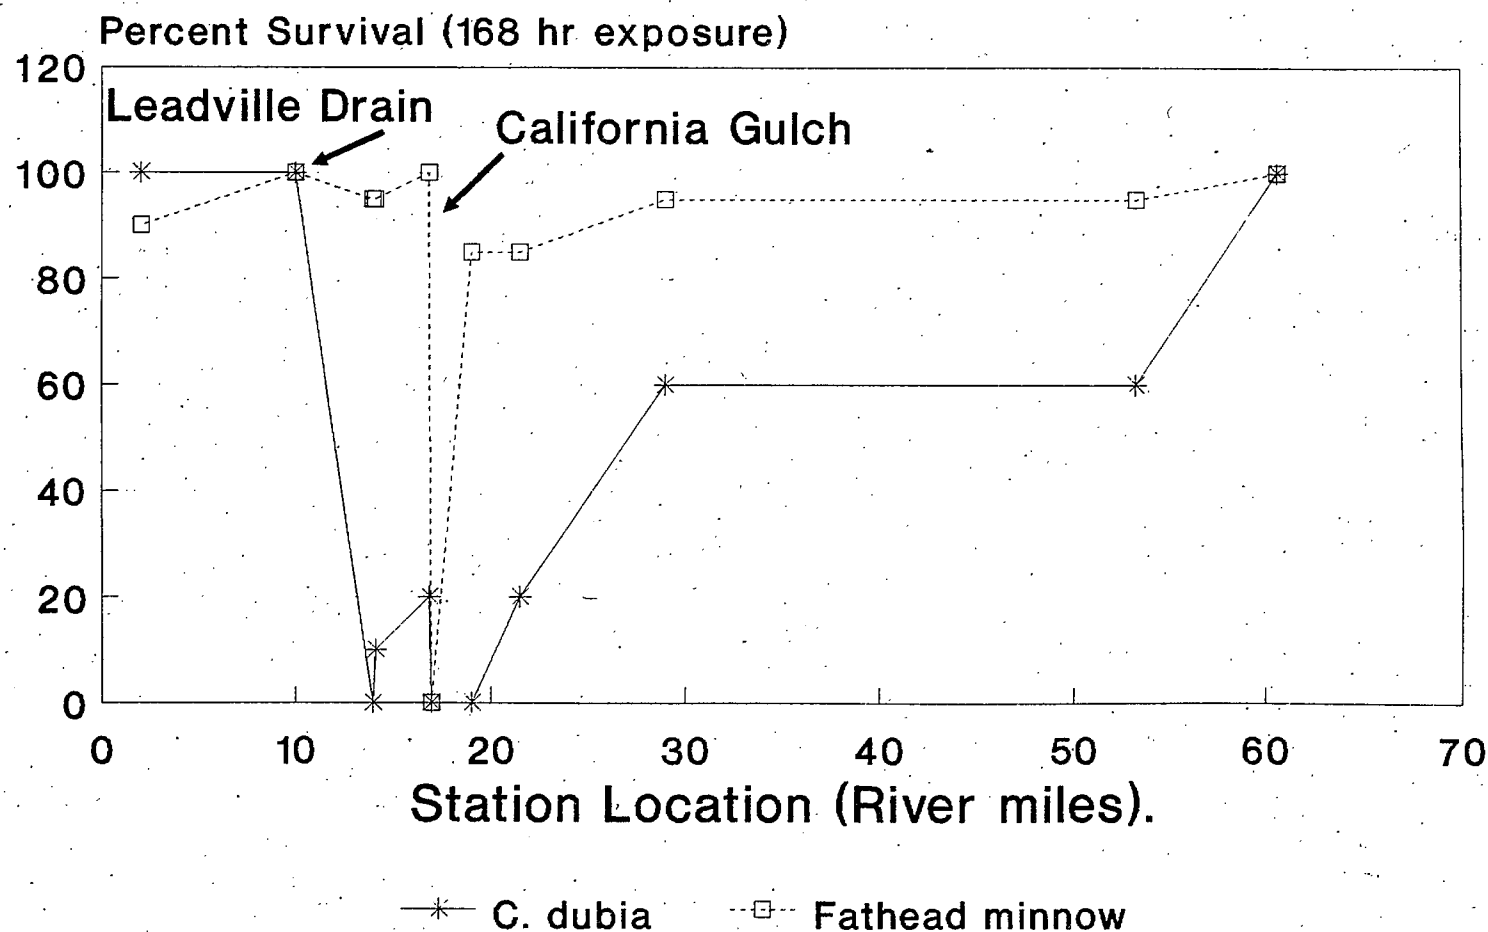 Percent Survival (168 hr exposure)
120
Leadville Drain
California Gulch
100
80
60
40
20
0
0 10 20 30 40 50 60 70
Station Location (River miles).
C. dubia Fathead minnow